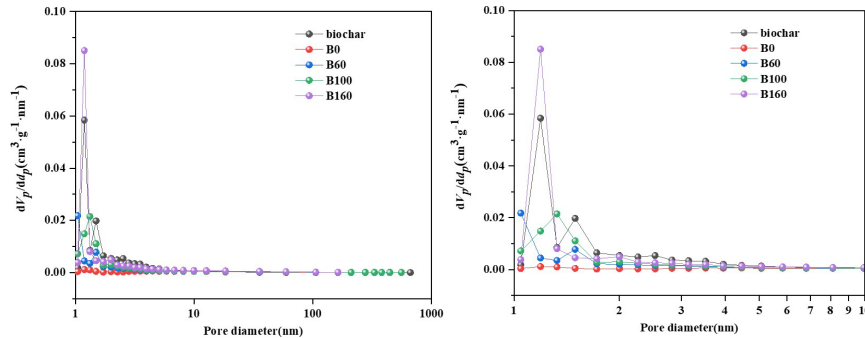 0.10
0.08
0.06
0.04
0.02
0.00
dVp/ddp(cm³·g⁻¹·nm⁻¹)
biochar
B0
B60
B100
B160
1
10
100
1000
Pore diameter(nm)
0.10
0.08
0.06
0.04
0.02
0.00
dVp/ddp(cm³·g⁻¹·nm⁻¹)
biochar
B0
B60
B100
B160
1
2
3
4
5
6
7
8
9
10
Pore diameter(nm)